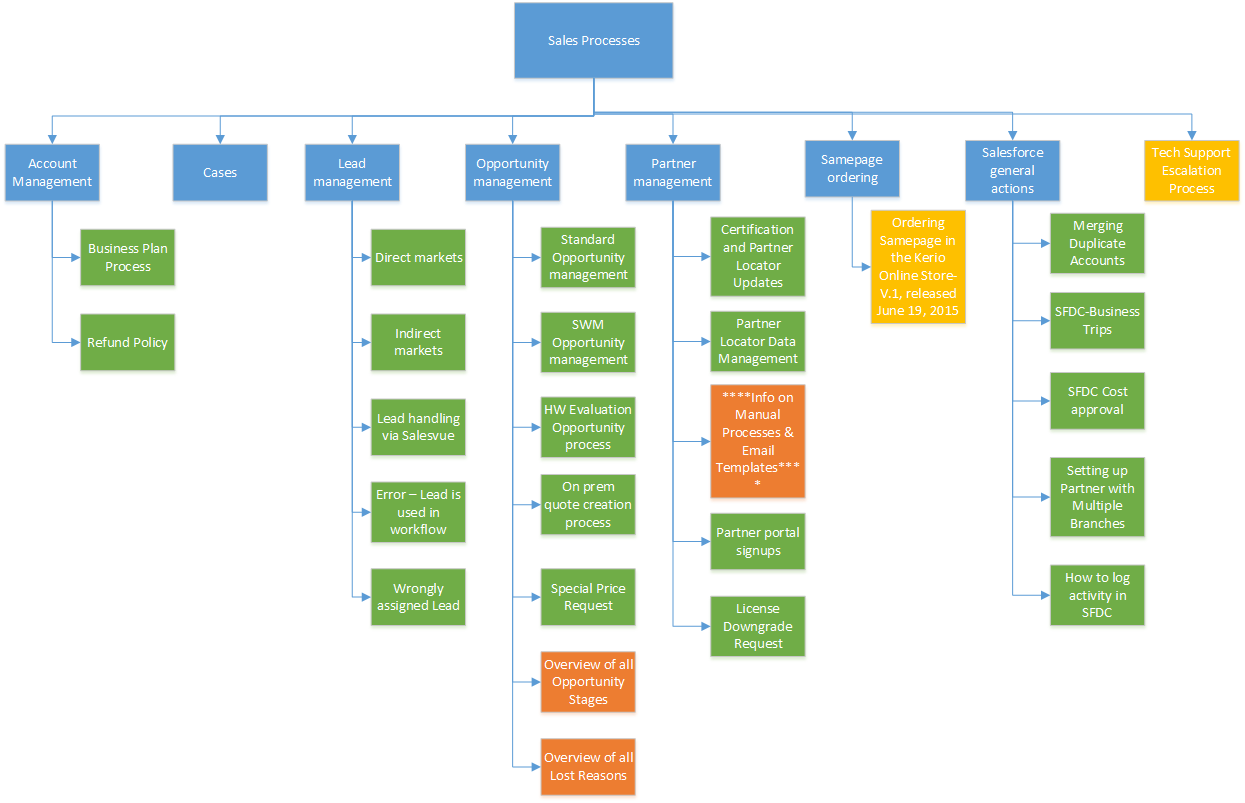 Sales Processes
Account
Management
Cases
Lead
management
Opportunity
management
Partner
management
Samepage
ordering
Salesforce
general
actions
Tech Support
Escalation
Process
Business Plan
Process
Refund Policy
Direct markets
Indirect
markets
Lead handling
via Salesvue
Error – Lead is
used in
workflow
Wrongly
assigned Lead
Standard
Opportunity
management
SWM
Opportunity
management
HW Evaluation
Opportunity
process
On prem
quote creation
process
Special Price
Request
Overview of all
Opportunity
Stages
Overview of all
Lost Reasons
Certification
and Partner
Locator
Updates
Partner
Locator Data
Management
****Info on
Manual
Processes &
Email
Templates***
*
Partner portal
signups
License
Downgrade
Request
Ordering
Samepage in
the Kerio
Online Store-
V.1, released
June 19, 2015
Merging
Duplicate
Accounts
SFDC-Business
Trips
SFDC Cost
approval
Setting up
Partner with
Multiple
Branches
How to log
activity in
SFDC